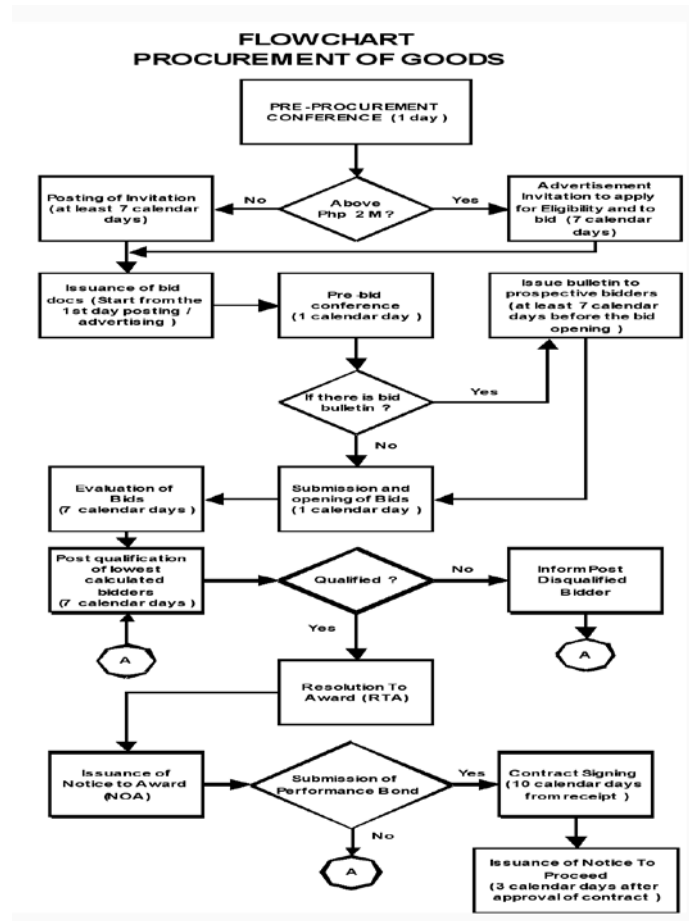 FLOWCHART
PROCUREMENT OF GOODS
PRE-PROCUREMENT
CONFERENCE (1 day)
Posting of Invitation
(at least 7 calendar
days)
No
Above
Php 2 M?
Yes
Advertisement
Invitation to apply
for Eligibility and to
bid (7 calendar
days)
Issuance of bid
docs (Start from the
1st day posting /
advertising )
Pre-bid
conference
(1 calendar day)
Issue bulletin to
prospective bidders
(at least 7 calendar
days before the bid
opening )
If there is bid
bulletin ?
Yes
No
Evaluation of
Bids
(7 calendar days)
Submission and
opening of Bids
(1 calendar day)
Post qualification
of lowest
calculated
bidders
(7 calendar days)
Qualified ?
No
Inform Post
Disqualified
Bidder
Yes
A
A
Resolution To
Award (RTA)
Issuance of
Notice to Award
(NOA)
Submission of
Performance Bond
Yes
Contract Signing
(10 calendar days
from receipt )
No
A
Issuance of Notice To
Proceed
(3 calendar days after
approval of contract )